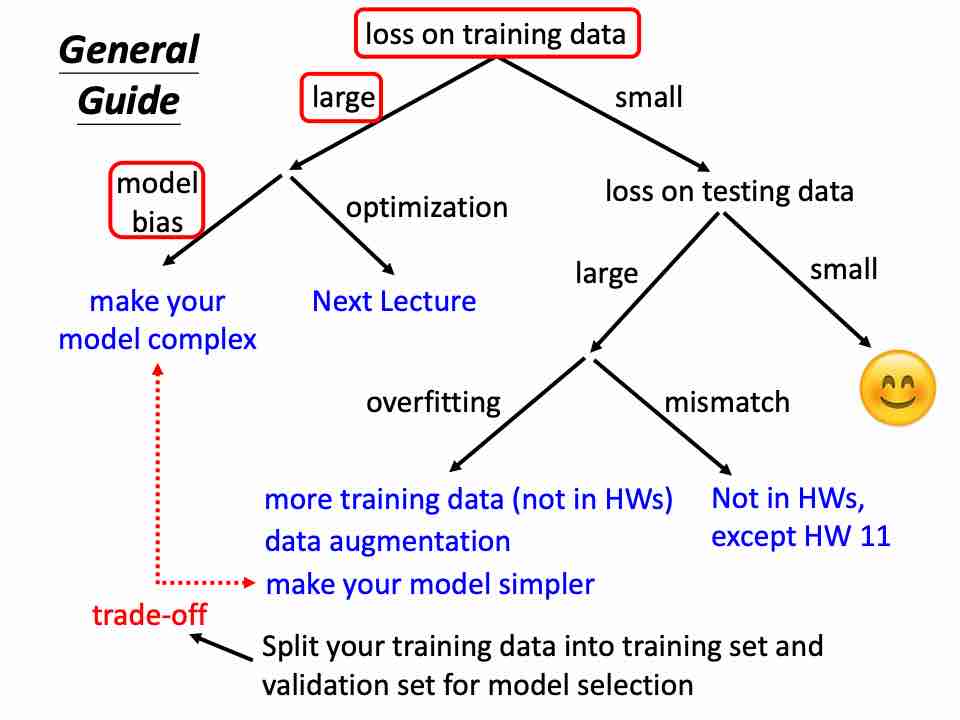 General
Guide
loss on training data
large
small
model
bias
optimization
loss on testing data
large
small
make your
model complex
Next Lecture
overfitting
mismatch
more training data (not in HWs)
data augmentation
make your model simpler
Not in HWs,
except HW 11
trade-off
Split your training data into training set and
validation set for model selection